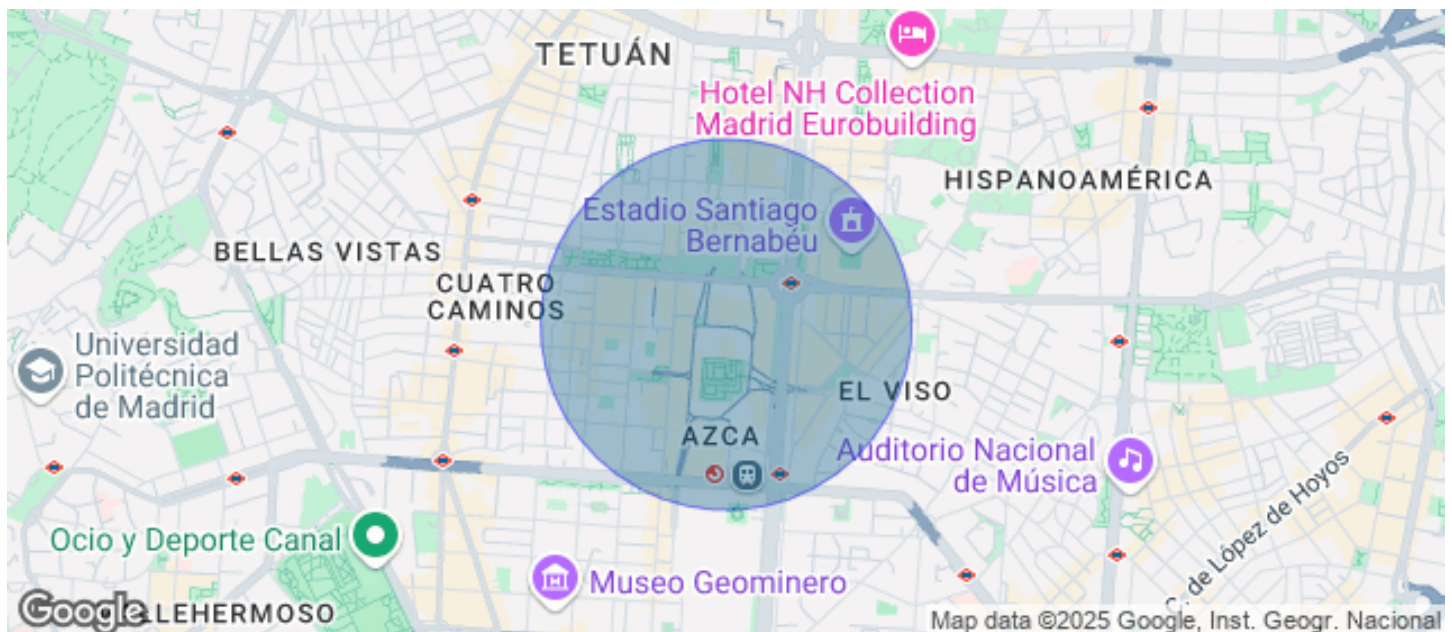 TETUÁN
Hotel NH Collection
Madrid Eurobuilding
HISPANOAMÉRICA
Estadio Santiago
Bernabéu
BELLAS VISTAS
CUATRO
CAMINOS
Universidad
Politécnica
de Madrid
EL VISO
AZCA
Auditorio Nacional
de Música
C. de López de Hoyos
Ocio y Deporte Canal
Museo Geominero
Google
LLEHERMOSO
Map data ©2025 Google, Inst. Geogr. Nacional